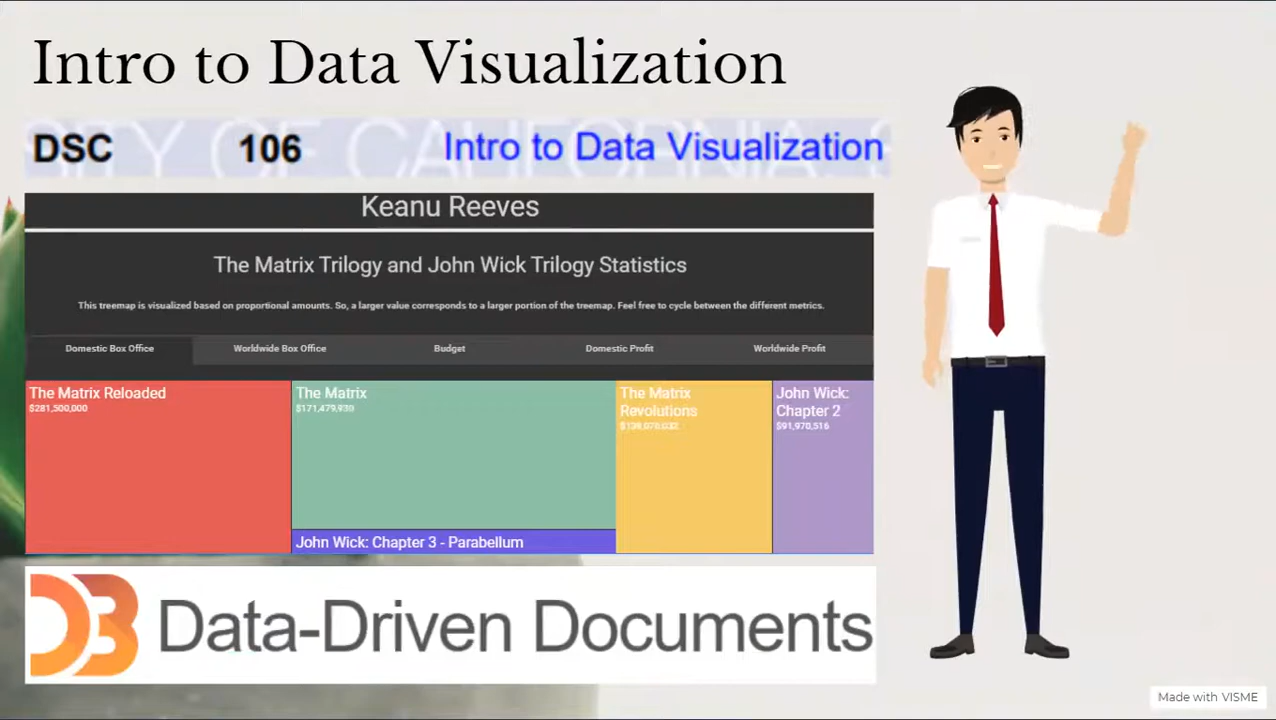 Intro to Data Visualization
DSC 106 Intro to Data Visualization
Keanu Reeves
The Matrix Trilogy and John Wick Trilogy Statistics
This treemap is visualized based on proportional amounts. So, a larger value corresponds to a larger portion of the treemap. Feel free to cycle between the different metrics.
Domestic Box Office Worldwide Box Office Budget Domestic Profit Worldwide Profit
The Matrix Reloaded
$281,500,000
The Matrix
$171,479,930
John Wick: Chapter 3 - Parabellum
The Matrix
Revolutions
John Wick:
Chapter 2
$91,970,516
D3 Data-Driven Documents
Made with VISME